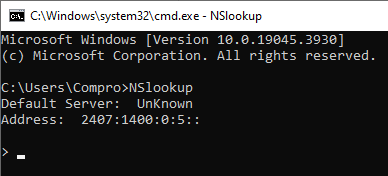 C:\Windows\system32\cmd.exe - NSlookup
Microsoft Windows [Version 10.0.19045.3930]
(c) Microsoft Corporation. All rights reserved.
C:\Users\Compro>NSlookup
Default Server:  UnKnown
Address:  2407:1400:0:5::
>